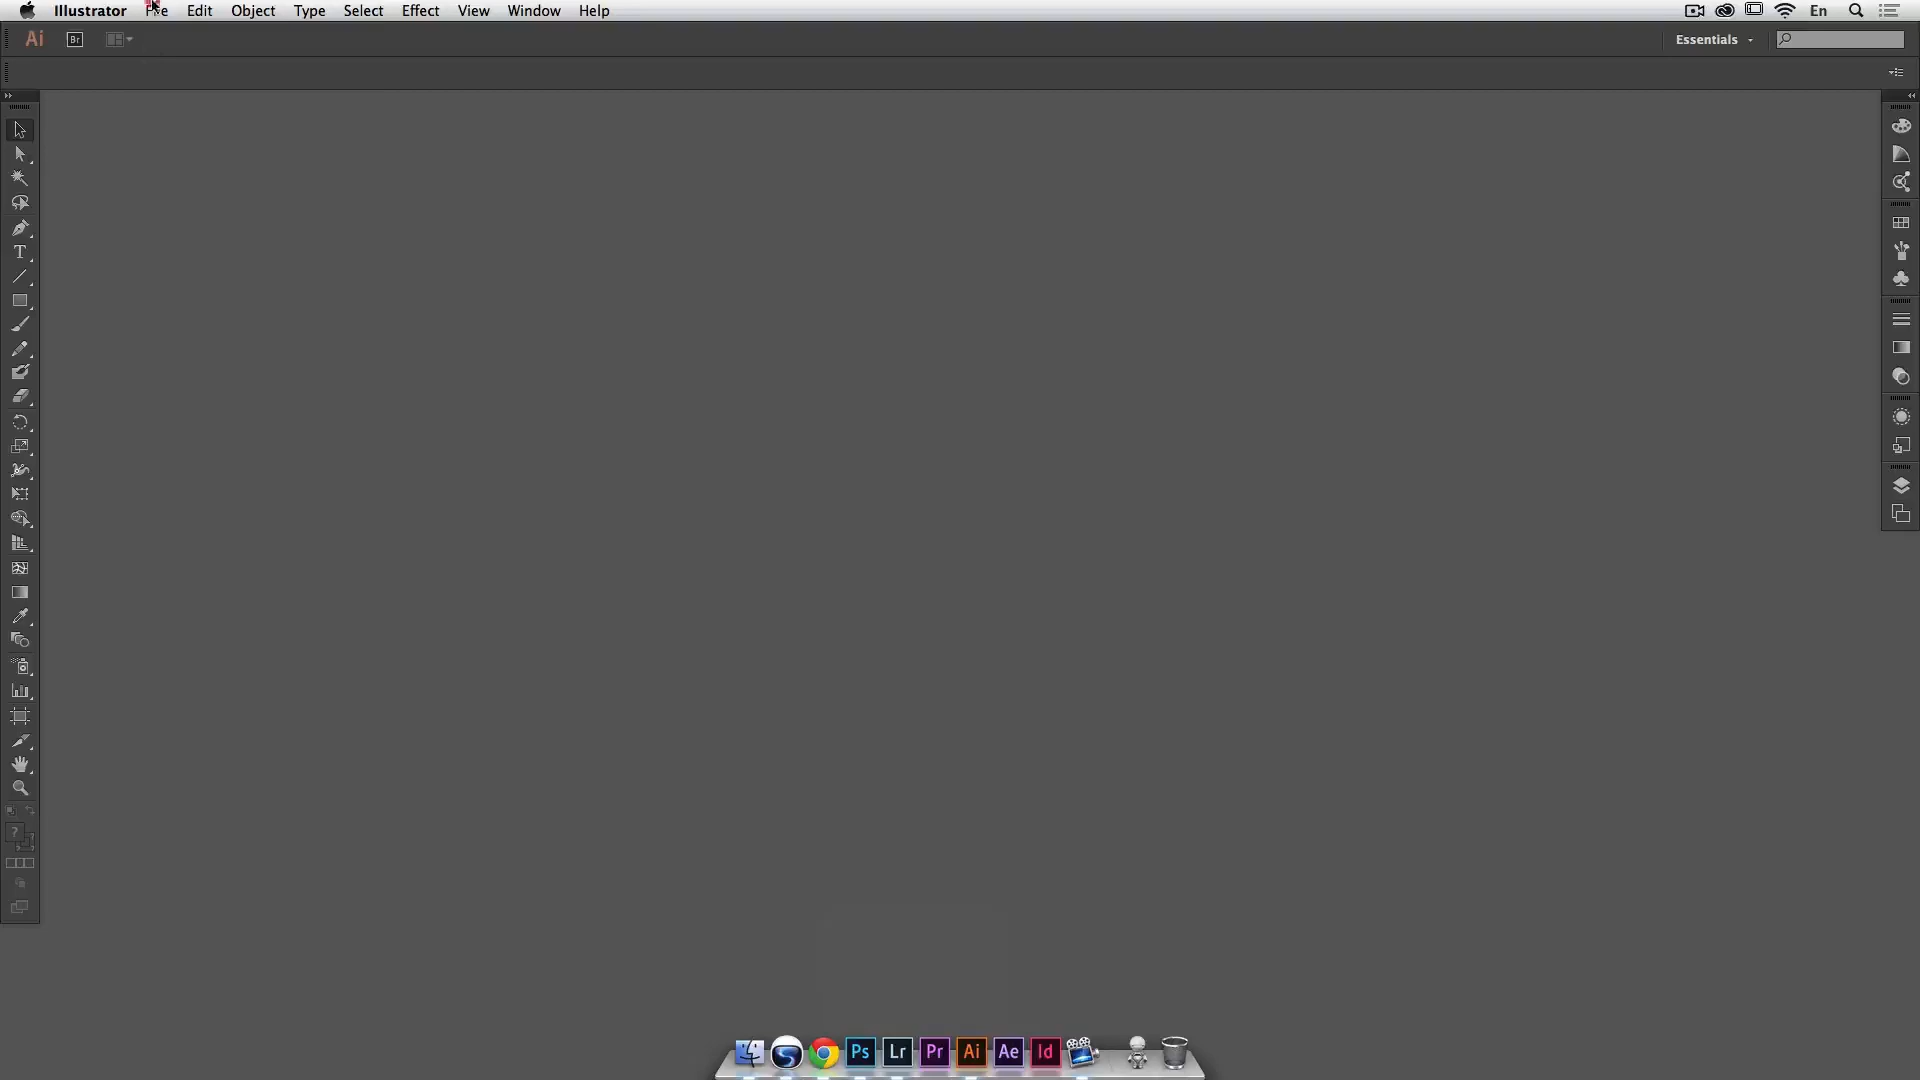 Illustrator File Edit Object Type Select Effect View Window Help En
Ai Br Essentials
T
?
?
Ps Lr Pr Ai Ae Id